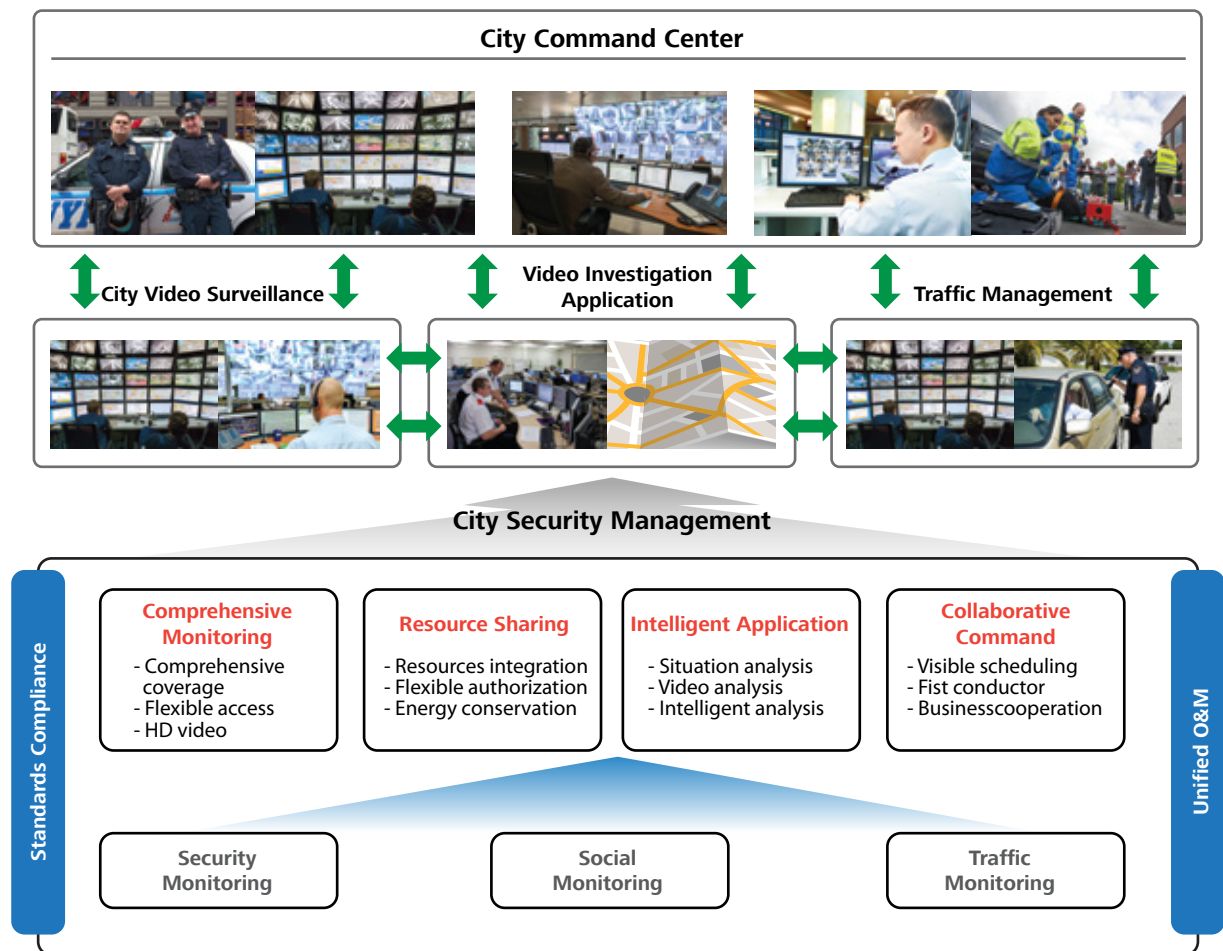 City Command Center
NY
City Video Surveillance
Video Investigation
Application
Traffic Management
City Security Management
Standards Compliance
Comprehensive
Monitoring
- Comprehensive
coverage
- Flexible access
- HD video
Resource Sharing
- Resources integration
- Flexible authorization
- Energy conservation
Intelligent Application
- Situation analysis
- Video analysis
- Intelligent analysis
Collaborative
Command
- Visible scheduling
- Fist conductor
- Businesscooperation
Unified O&M
Security
Monitoring
Social
Monitoring
Traffic
Monitoring